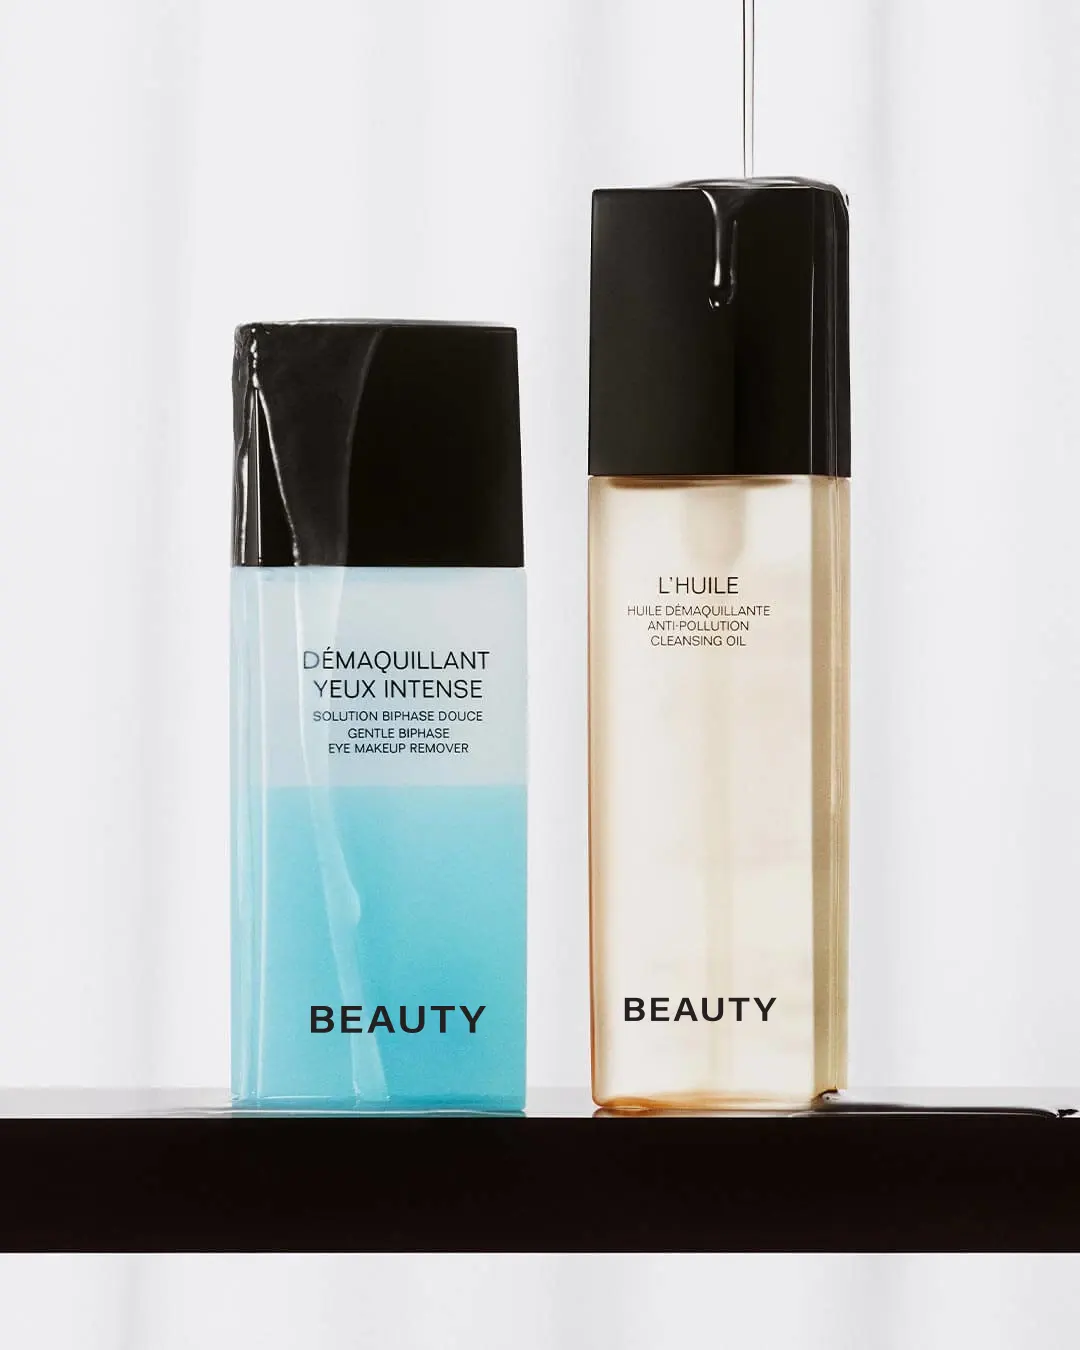 DÉMAQUILLANT
YEUX INTENSE
SOLUTION BIPHASE DOUCE
GENTLE BIPHASE
EYE MAKEUP REMOVER
BEAUTY
L'HUILE
HUILE DÉMAQUILLANTE
ANTI-POLLUTION
CLEANSING OIL
BEAUTY